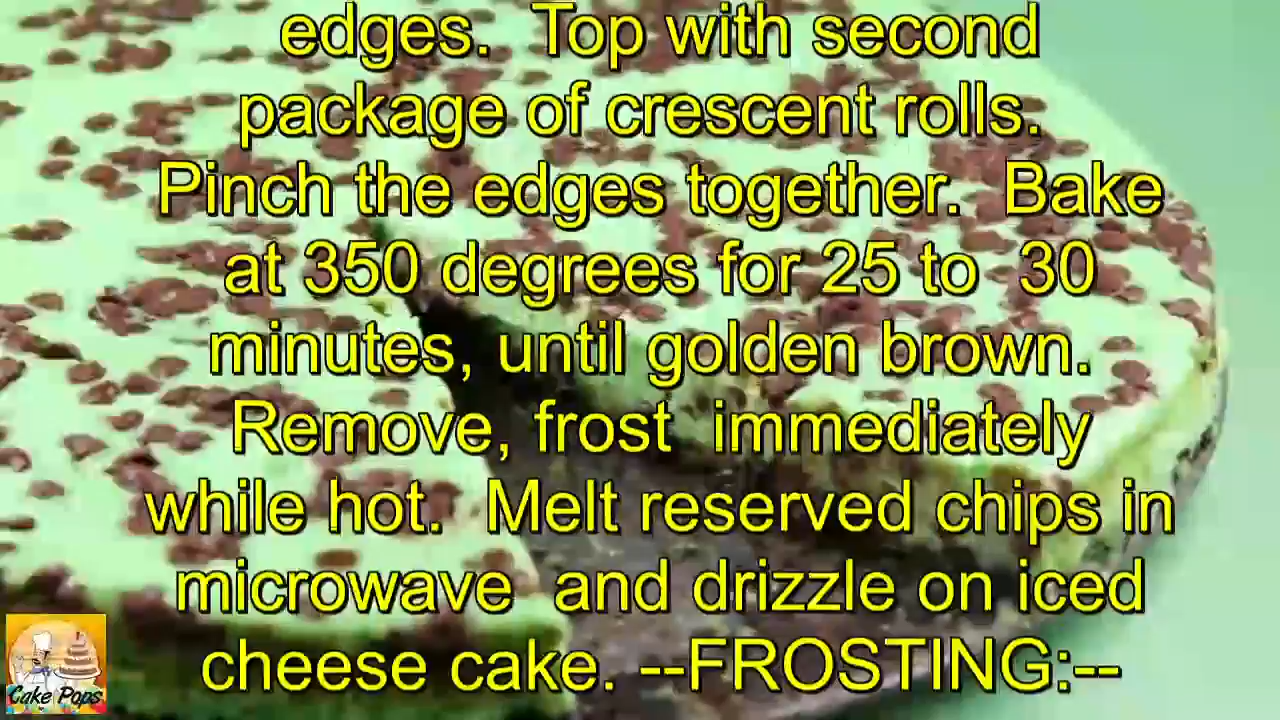 edges. Top with second
package of crescent rolls.
Pinch the edges together. Bake
at 350 degrees for 25 to 30
minutes, until golden brown.
Remove, frost immediately
while hot. Melt reserved chips in
microwave and drizzle on iced
cheese cake. --FROSTING:--
Cake Pops